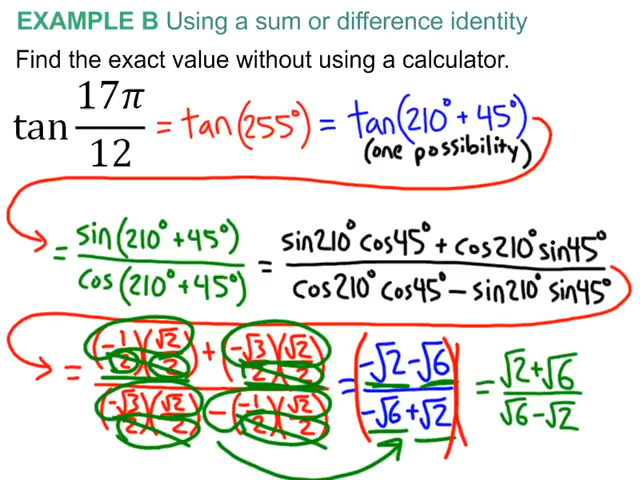 EXAMPLE B Using a sum or difference identity
Find the exact value without using a calculator.
tan 17π/12 = tan(255°) = tan(210° + 45°)
(one possibility)
= sin(210° + 45°)/cos(210° + 45°) = (sin210° cos45° + cos210° sin45°)/(cos210° cos45° − sin210° sin45°)
= ((-1/2)(√2/2) + (-√3/2)(√2/2))/((-√3/2)(√2/2) − (-1/2)(√2/2)) = ((-√2 - √6)/(-√6 + √2)) = (√2 + √6)/(√6 − √2)